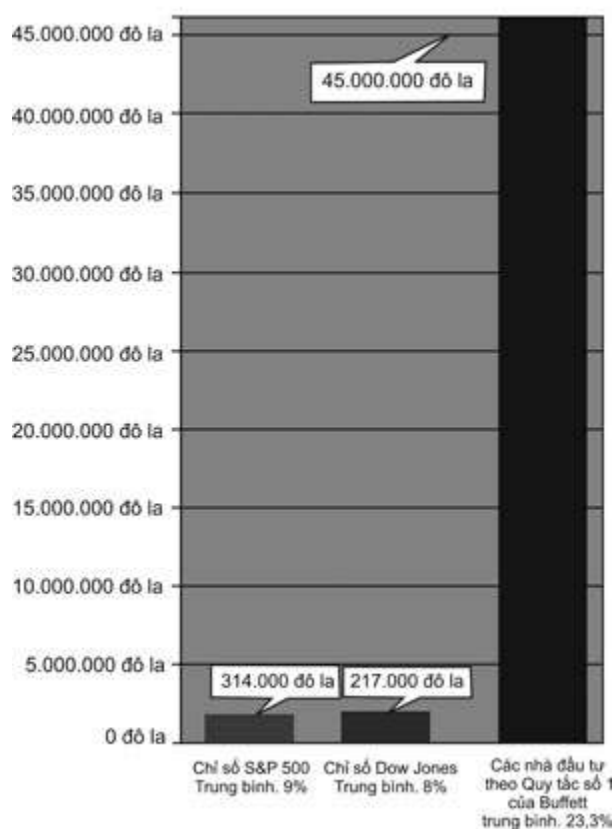 45.000.000 đô la
45.000.000 đô la
40.000.000 đô la
35.000.000 đô la
30.000.000 đô la
25.000.000 đô la
20.000.000 đô la
15.000.000 đô la
10.000.000 đô la
5.000.000 đô la
314.000 đô la
217.000 đô la
0 đô la
Chỉ số S&P 500
Trung bình. 9%
Chỉ số Dow Jones
Trung bình. 8%
Các nhà đầu tư
theo Quy tắc số 1
của Buffett
trung bình. 23,3%